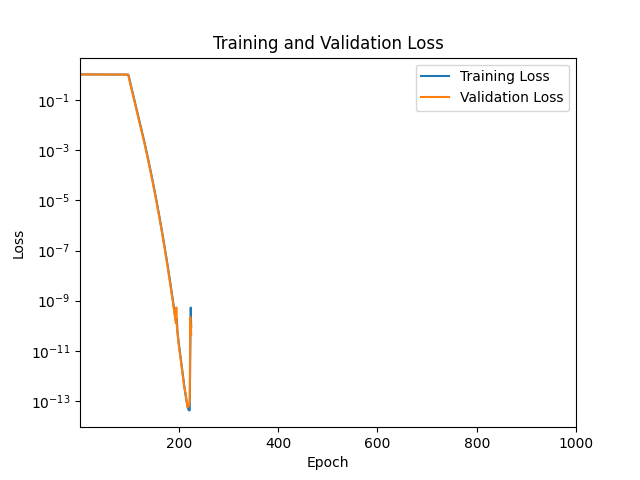 Training and Validation Loss
Training Loss
Validation Loss
Loss
10⁻¹
10⁻³
10⁻⁵
10⁻⁷
10⁻⁹
10⁻¹¹
10⁻¹³
200 400 600 800 1000
Epoch